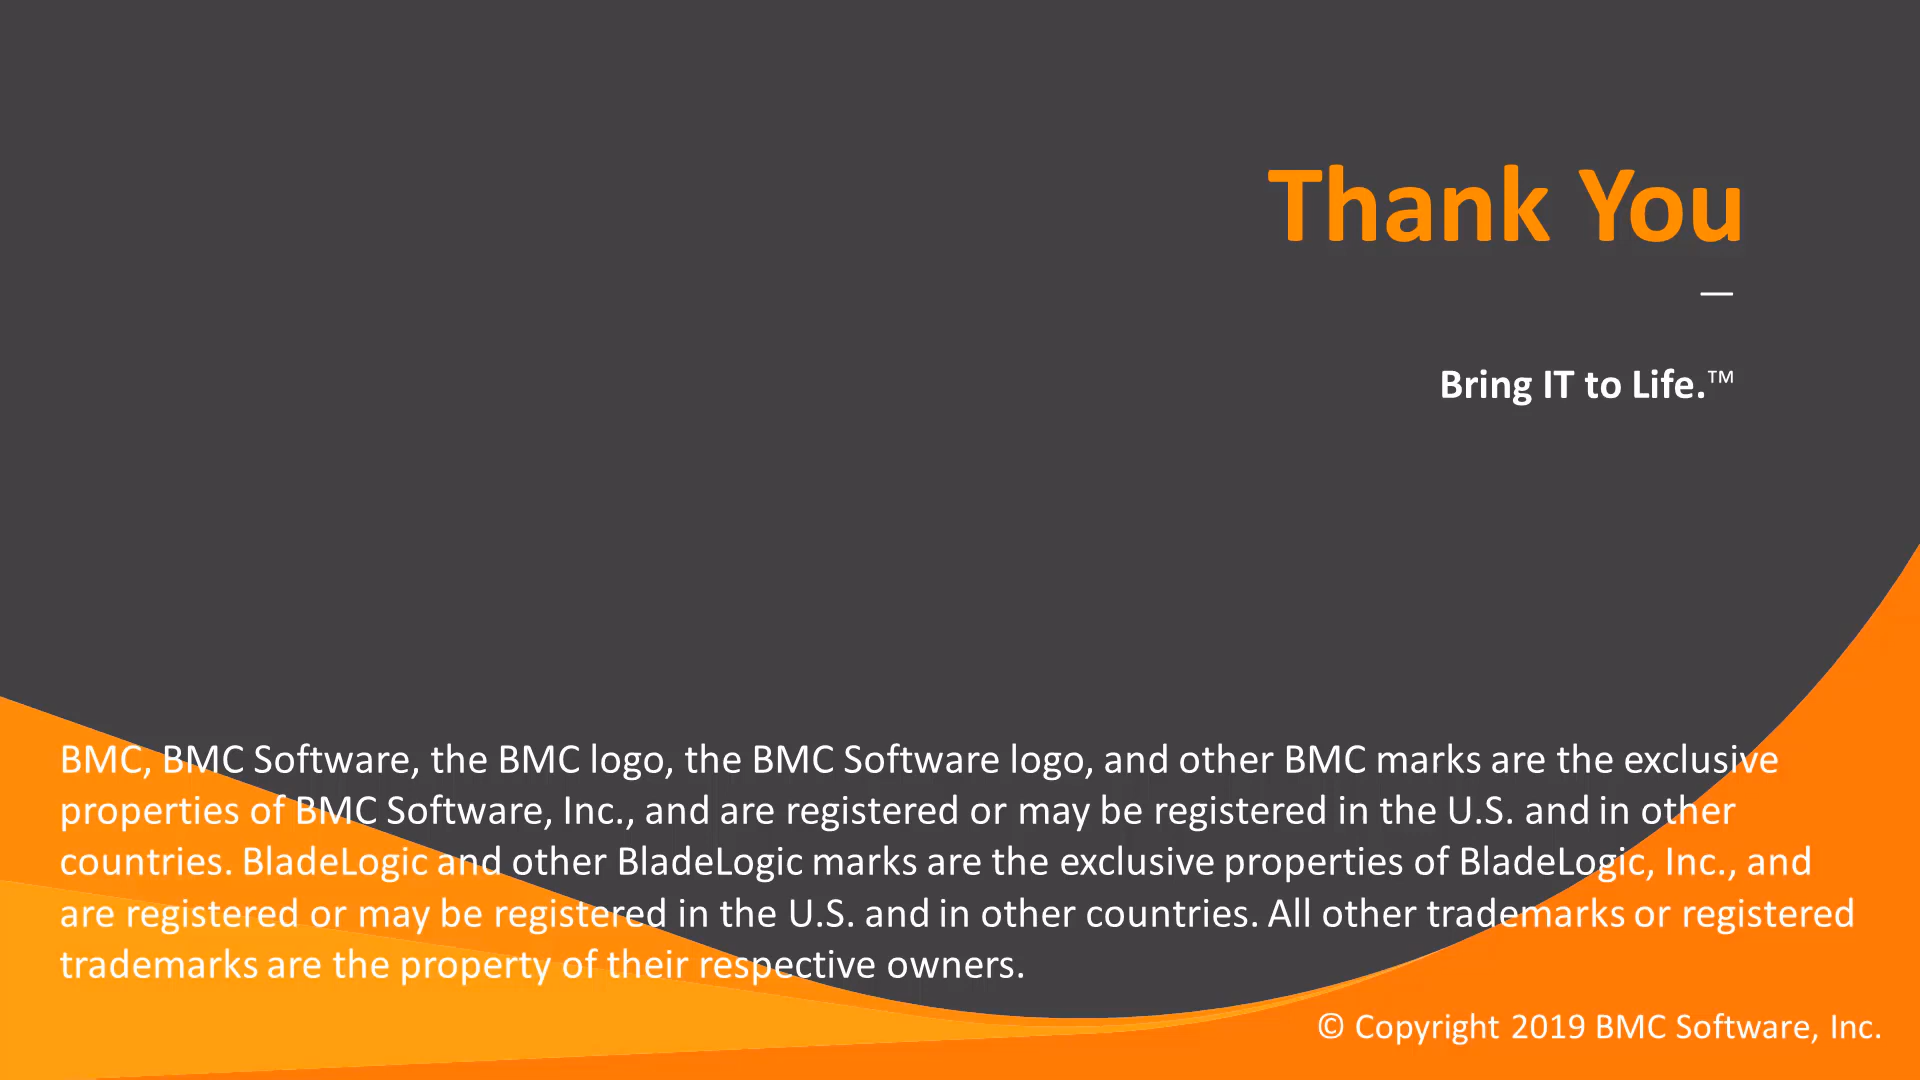 Thank You
—
Bring IT to Life.™
BMC, BMC Software, the BMC logo, the BMC Software logo, and other BMC marks are the exclusive
properties of BMC Software, Inc., and are registered or may be registered in the U.S. and in other
countries. BladeLogic and other BladeLogic marks are the exclusive properties of BladeLogic, Inc., and
are registered or may be registered in the U.S. and in other countries. All other trademarks or registered
trademarks are the property of their respective owners.
© Copyright 2019 BMC Software, Inc.